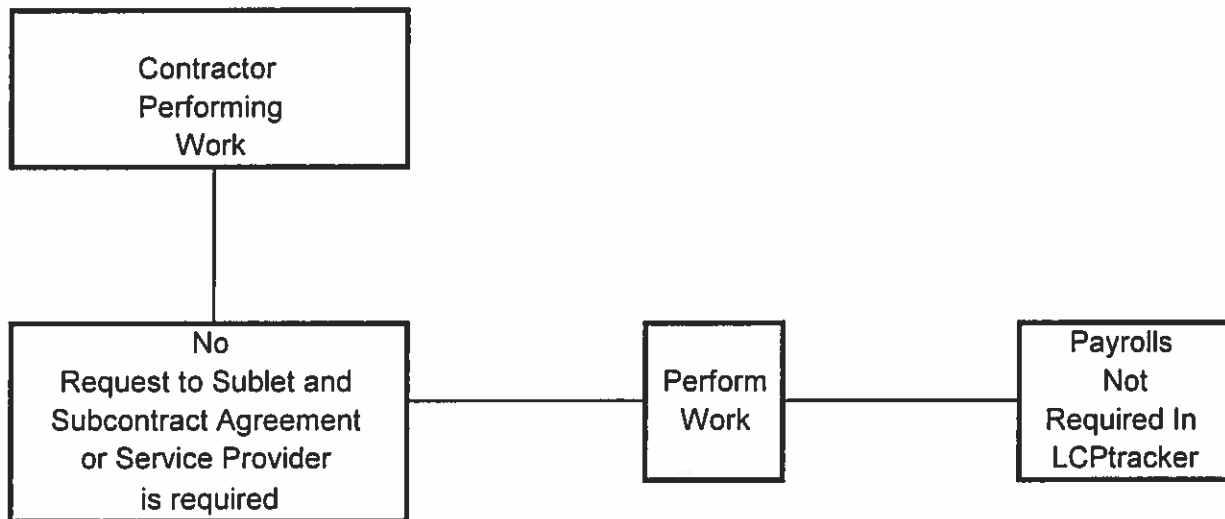 Contractor
Performing
Work
No
Request to Sublet and
Subcontract Agreement
or Service Provider
is required
Perform
Work
Payrolls
Not
Required In
LCPtracker